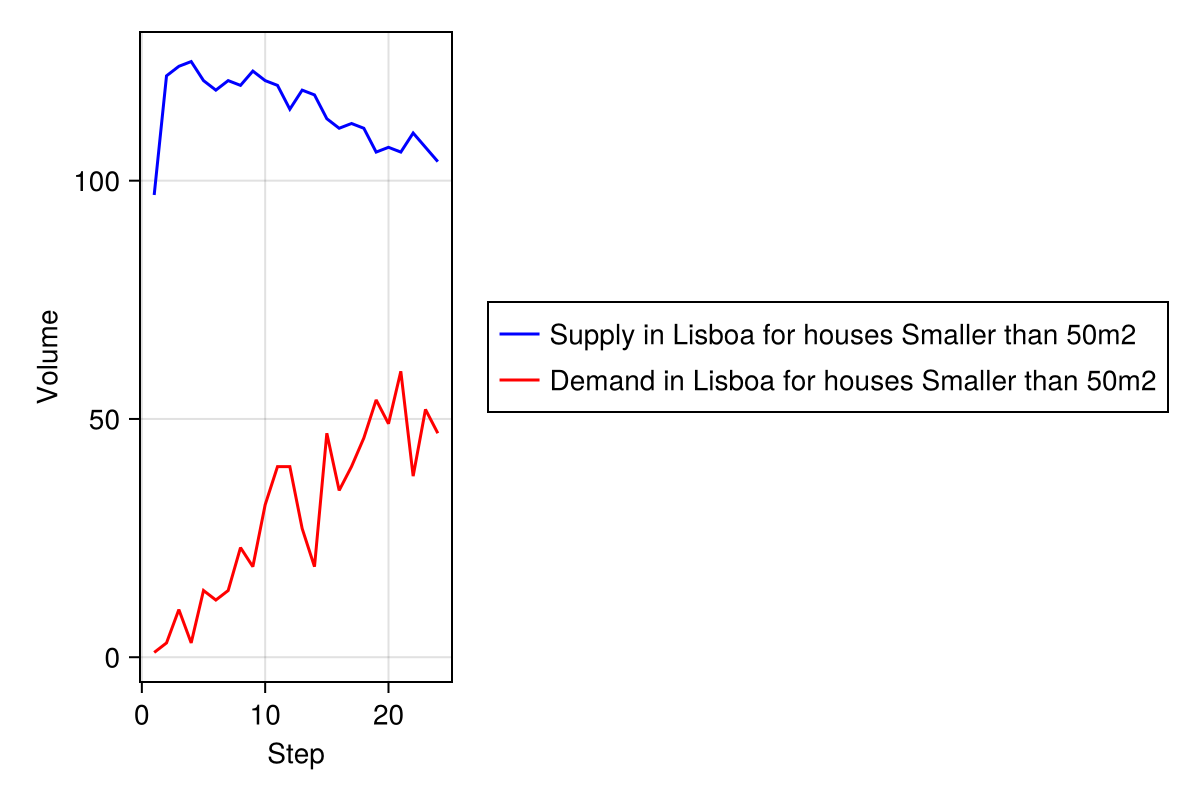 100
50
0
Volume
0 10 20
Step
Supply in Lisboa for houses Smaller than 50m2
Demand in Lisboa for houses Smaller than 50m2